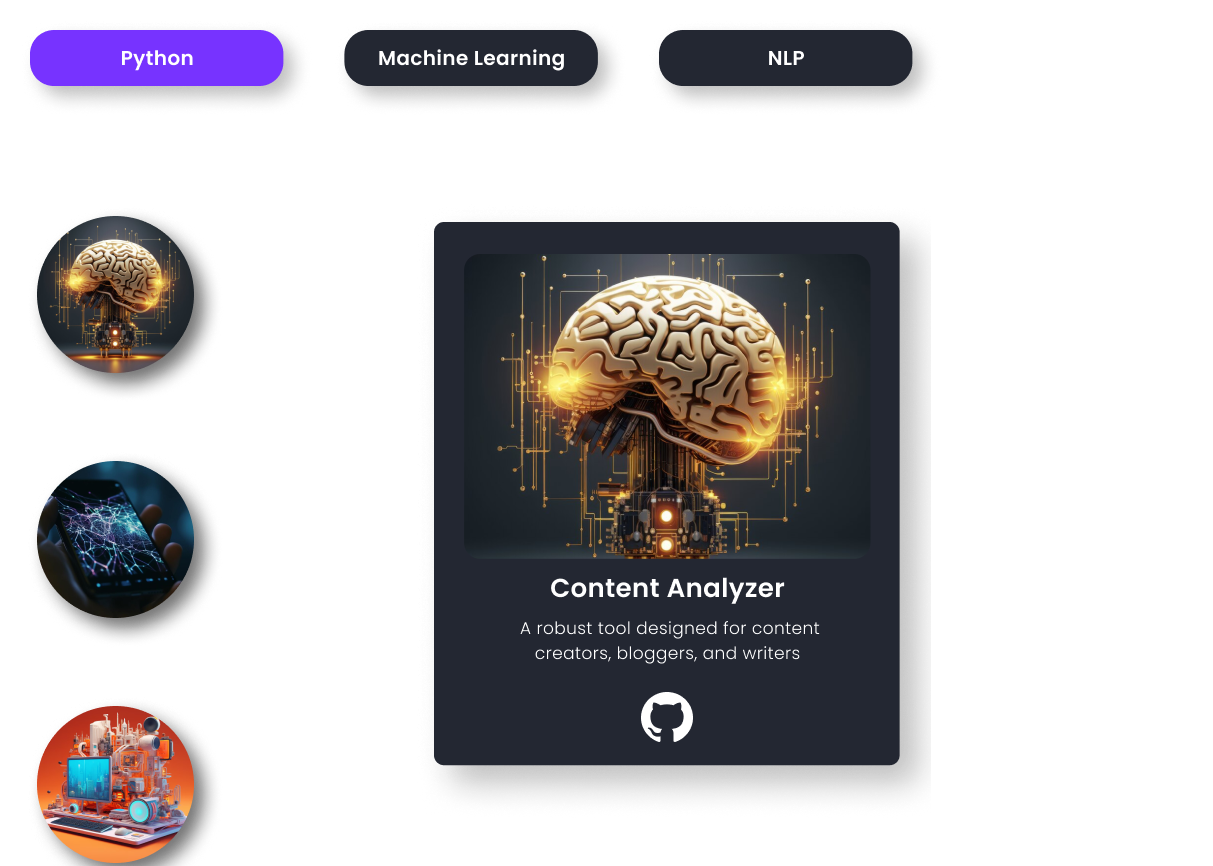 Python
Machine Learning
NLP
Content Analyzer
A robust tool designed for content
creators, bloggers, and writers